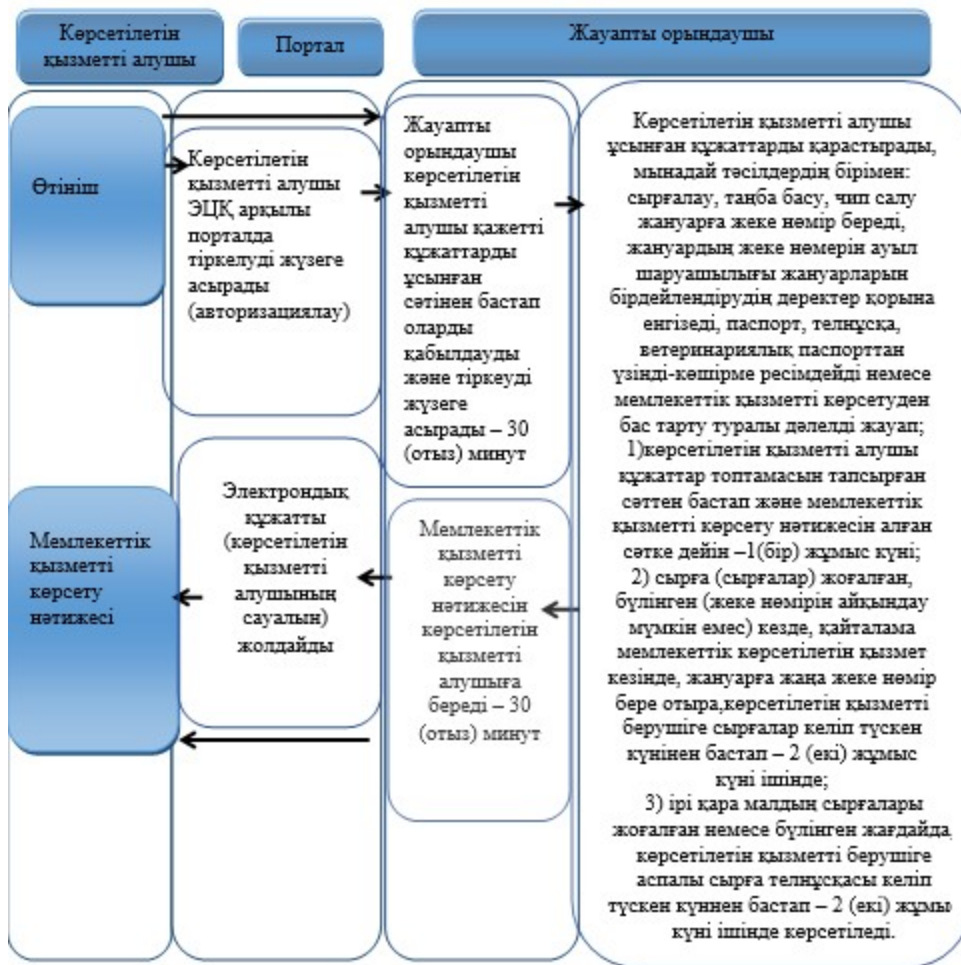 Көрсетілетін
қызметті алушы
Портал
Жауапты орындаушы
Өтініш
Көрсетілетін
қызметті алушы
ЭЦҚ арқылы
порталда
тіркелуді жүзеге
асырады
(авторизациялау)
Жауапты
орындаушы
көрсетілетін
қызметті
алушы қажетті
құжаттарды
ұсынған
сәтінен бастап
оларды
қабылдауды
және тіркеуді
жүзеге
асырады – 30
(отыз) минут
Көрсетілетін қызметті алушы
ұсынған құжаттарды қарастырады,
мынадай тәсілдердің бірімен:
сырғалау, таңба басу, чип салу
жануарға жеке нөмір береді,
жануардың жеке нөмерін ауыл
шаруашылығы жануарларын
бірдейлендірудің деректер қорына
енгізеді, паспорт, телнұсқа,
ветеринариялық паспорттан
үзінді-көшірме ресімдейді немесе
мемлекеттік қызметті көрсетуден
бас тарту туралы дәлелді жауап;
1)көрсетілетін қызметті алушы
құжаттар топтамасын тапсырған
сәттен бастап және мемлекеттік
қызметті көрсету нәтижесін алған
сәтке дейін –1(бір) жұмыс күні;
2) сырға (сырғалар) жоғалған,
бүлінген (жеке нөмірін айқындау
мүмкін емес) кезде, қайталама
мемлекеттік көрсетілетін қызмет
кезінде, жануарға жаңа жеке нөмір
бере отыра,көрсетілетін қызметті
берушіге сырғалар келіп түскен
күнінен бастап – 2 (екі) жұмыс
күні ішінде;
3) ірі қара малдың сырғалары
жоғалған немесе бүлінген жағдайда,
көрсетілетін қызметті берушіге
аспалы сырға телнұсқасы келіп
түскен күннен бастап – 2 (екі) жұмы
күні ішінде көрсетіледі.
Мемлекеттік
қызметті
көрсету
нәтижесін
көрсетілетін
қызметті
алушыға
береді – 30
(отыз) минут
Электрондық
құжатты
(көрсетілетін
қызметті
алушының
сауалын)
жолдайды
Мемлекеттік
қызметті
көрсету
нәтижесі